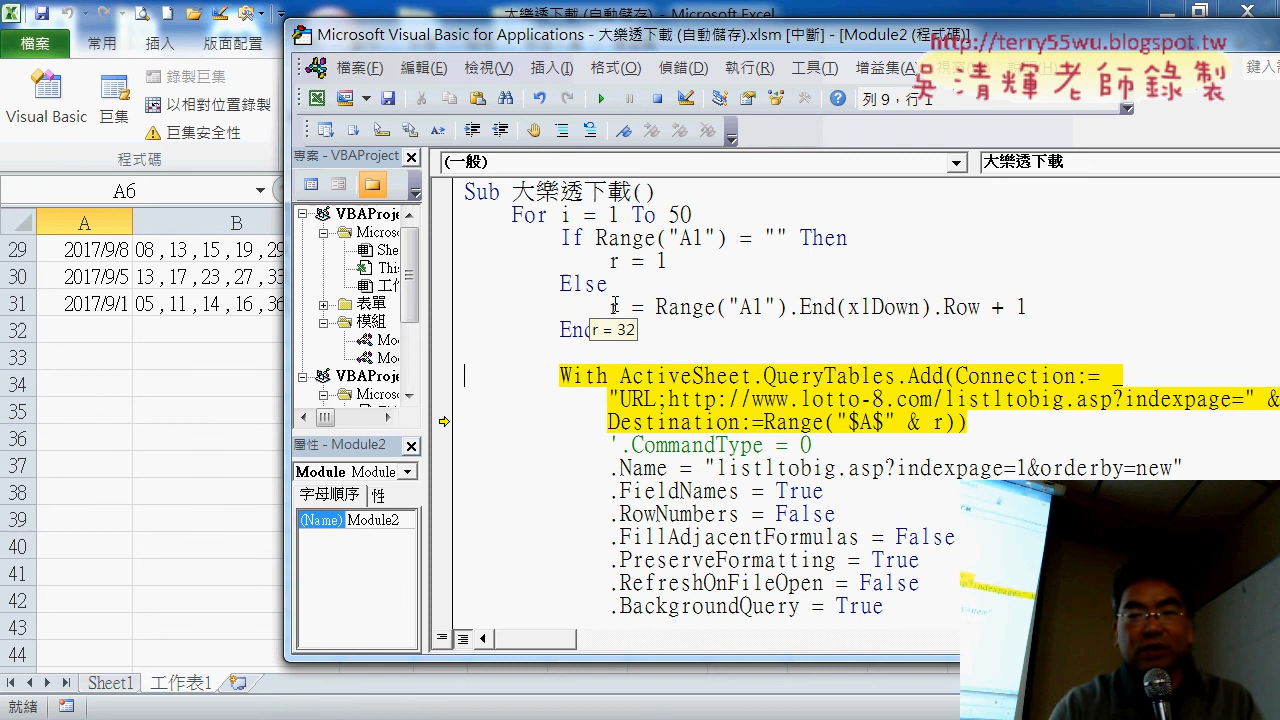 大樂透下載 (自動儲存) - Microsoft Excel
檔案
常用
插入
版面配置
鍵入
Visual Basic
巨集
錄製巨集
以相對位置錄製
巨集安全性
程式碼
A6
A
B
29 2017/9/8 08 , 13 , 15 , 19 , 29
30 2017/9/5 13 , 17 , 23 , 27 , 33
31 2017/9/1 05 , 11 , 14 , 16 , 36
32
33
34
35
36
37
38
39
40
41
42
43
44
Sheet1
工作表1
就緒
Microsoft Visual Basic for Applications - 大樂透下載 (自動儲存).xlsm [中斷] - [Module2 (程式碼)]
http://terry55wu.blogspot.tw
吳清輝老師錄製
檔案(F) 編輯(E) 檢視(V) 插入(I) 格式(O) 偵錯(D) 執行(R) 工具(T) 增益集(A)
列 9，行 1
專案 - VBAProject
VBAProje
Micros
She
Thi
工作
表單
模組
Mo
Mo
VBAProje
Micros
屬性 - Module2
Module Module
字母順序
(Name) Module2
(一般)
大樂透下載
Sub 大樂透下載()
For i = 1 To 50
If Range("A1") = "" Then
r = 1
Else
r = Range("A1").End(xlDown).Row + 1
End
r = 32
With ActiveSheet.QueryTables.Add(Connection:= _
"URL;http://www.lotto-8.com/listltobig.asp?indexpage=" &
Destination:=Range("$A$" & r))
'.CommandType = 0
.Name = "listltobig.asp?indexpage=1&orderby=new"
.FieldNames = True
.RowNumbers = False
.FillAdjacentFormulas = False
.PreserveFormatting = True
.RefreshOnFileOpen = False
.BackgroundQuery = True